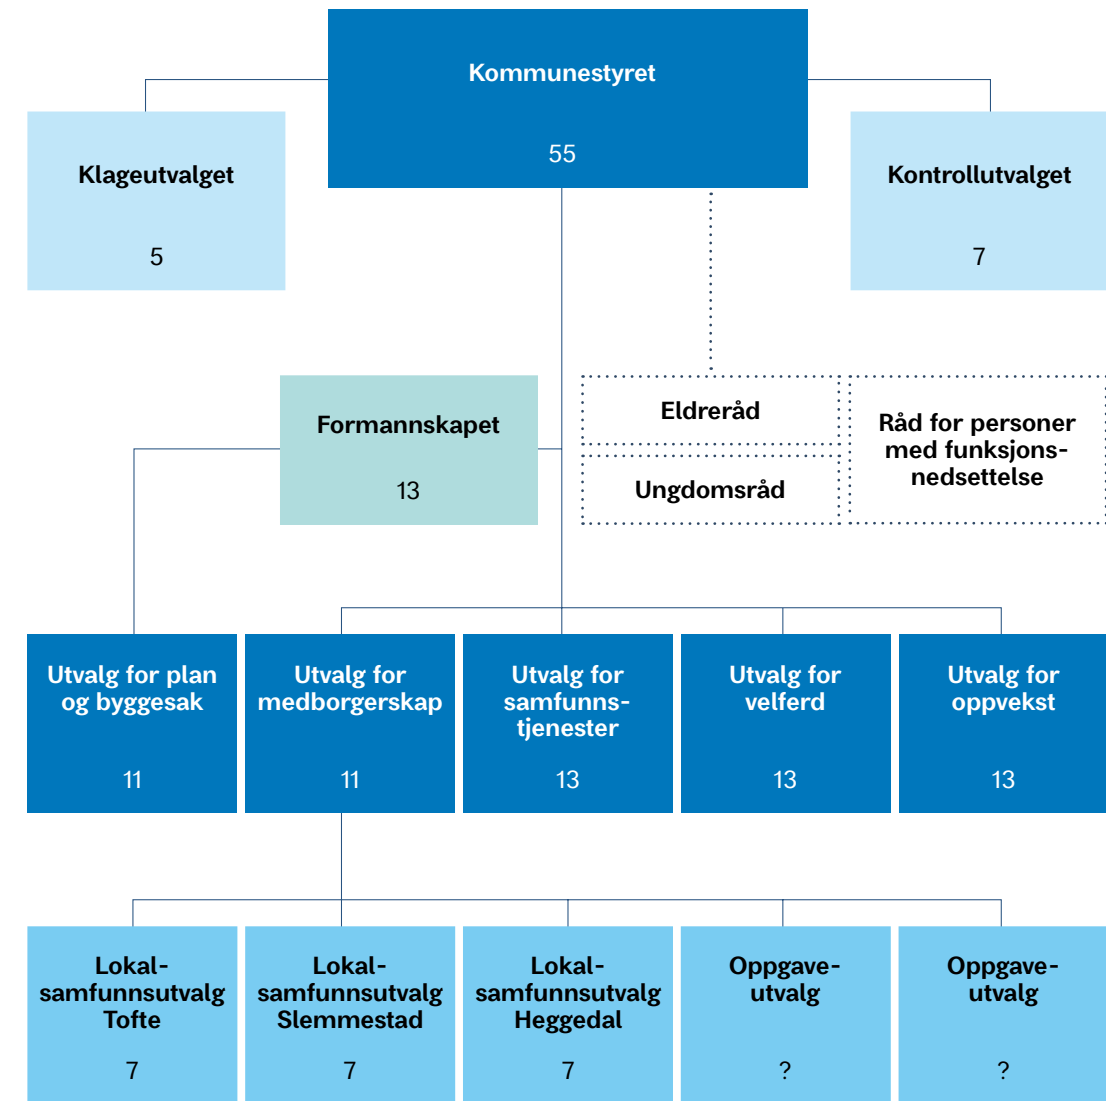 Kommunestyret
55
Klageutvalget
5
Kontrollutvalget
7
Formannskapet
13
Eldreråd
Ungdomsråd
Råd for personer
med funksjons-
nedsettelse
Utvalg for plan
og byggesak
11
Utvalg for
medborgerskap
11
Utvalg for
samfunns-
tjenester
13
Utvalg for
velferd
13
Utvalg for
oppvekst
13
Lokal-
samfunnsutvalg
Tofte
7
Lokal-
samfunnsutvalg
Slemmestad
7
Lokal-
samfunnsutvalg
Heggedal
7
Oppgave-
utvalg
?
Oppgave-
utvalg
?